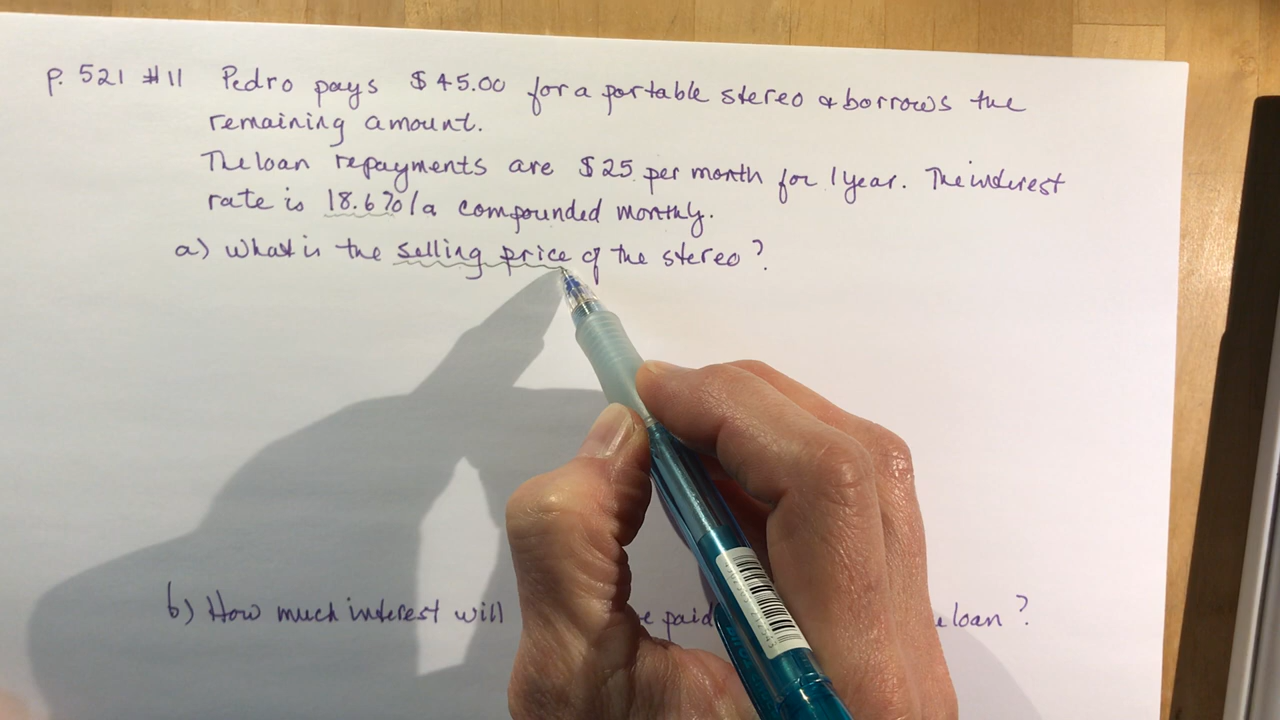 p. 521 #11 Pedro pays $45.00 for a portable stereo & borrows the
remaining amount.
The loan repayments are $25 per month for 1 year. The interest
rate is 18.6%/a compounded monthly.
a) What is the selling price of the stereo?
b) How much interest will paid loan?